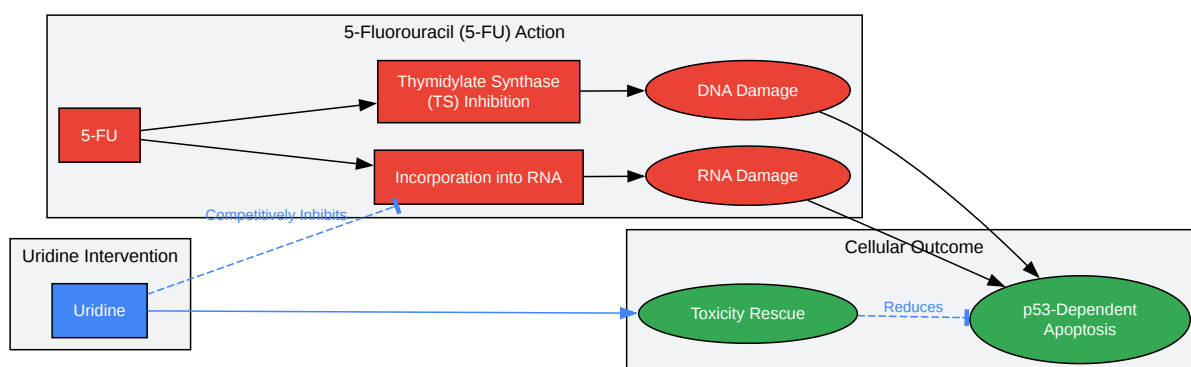 5-Fluorouracil (5-FU) Action
Thymidylate Synthase
(TS) Inhibition
DNA Damage
5-FU
Incorporation into RNA
RNA Damage
Competitively Inhibits
Uridine Intervention
Uridine
Cellular Outcome
Toxicity Rescue
Reduces
p53-Dependent
Apoptosis